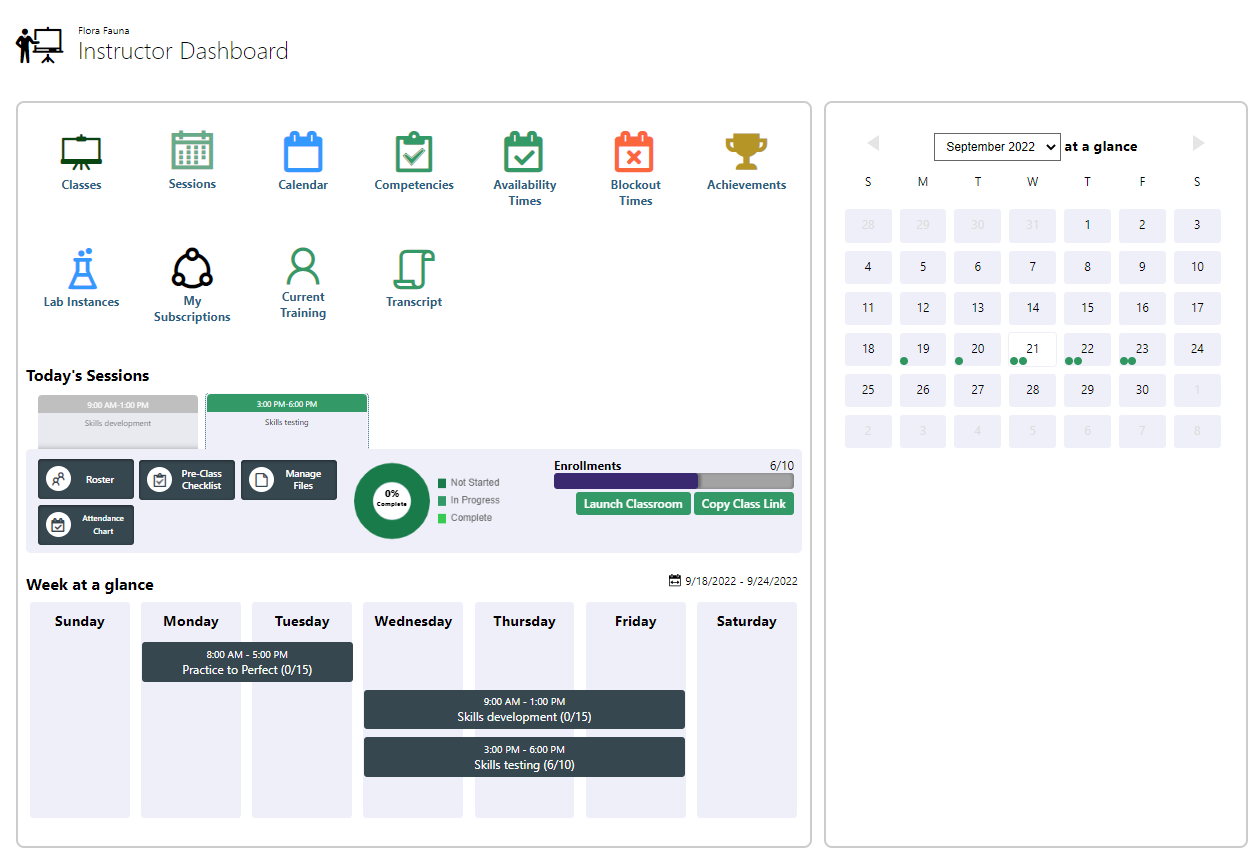 Flora Fauna
Instructor Dashboard
Classes
Sessions
Calendar
Competencies
Availability
Times
Blockout
Times
Achievements
Lab Instances
My
Subscriptions
Current
Training
Transcript
Today's Sessions
9:00 AM-1:00 PM
Skills development
3:00 PM-6:00 PM
Skills testing
Roster
Pre-Class
Checklist
Manage
Files
Attendance
Chart
0%
Complete
Not Started
In Progress
Complete
Enrollments 6/10
Launch Classroom
Copy Class Link
Week at a glance
9/18/2022 - 9/24/2022
Sunday Monday Tuesday Wednesday Thursday Friday Saturday
8:00 AM - 5:00 PM
Practice to Perfect (0/15)
9:00 AM - 1:00 PM
Skills development (0/15)
3:00 PM - 6:00 PM
Skills testing (6/10)
September 2022 at a glance
S M T W T F S
28 29 30 31 1 2 3
4 5 6 7 8 9 10
11 12 13 14 15 16 17
18 19 20 21 22 23 24
25 26 27 28 29 30 1
2 3 4 5 6 7 8